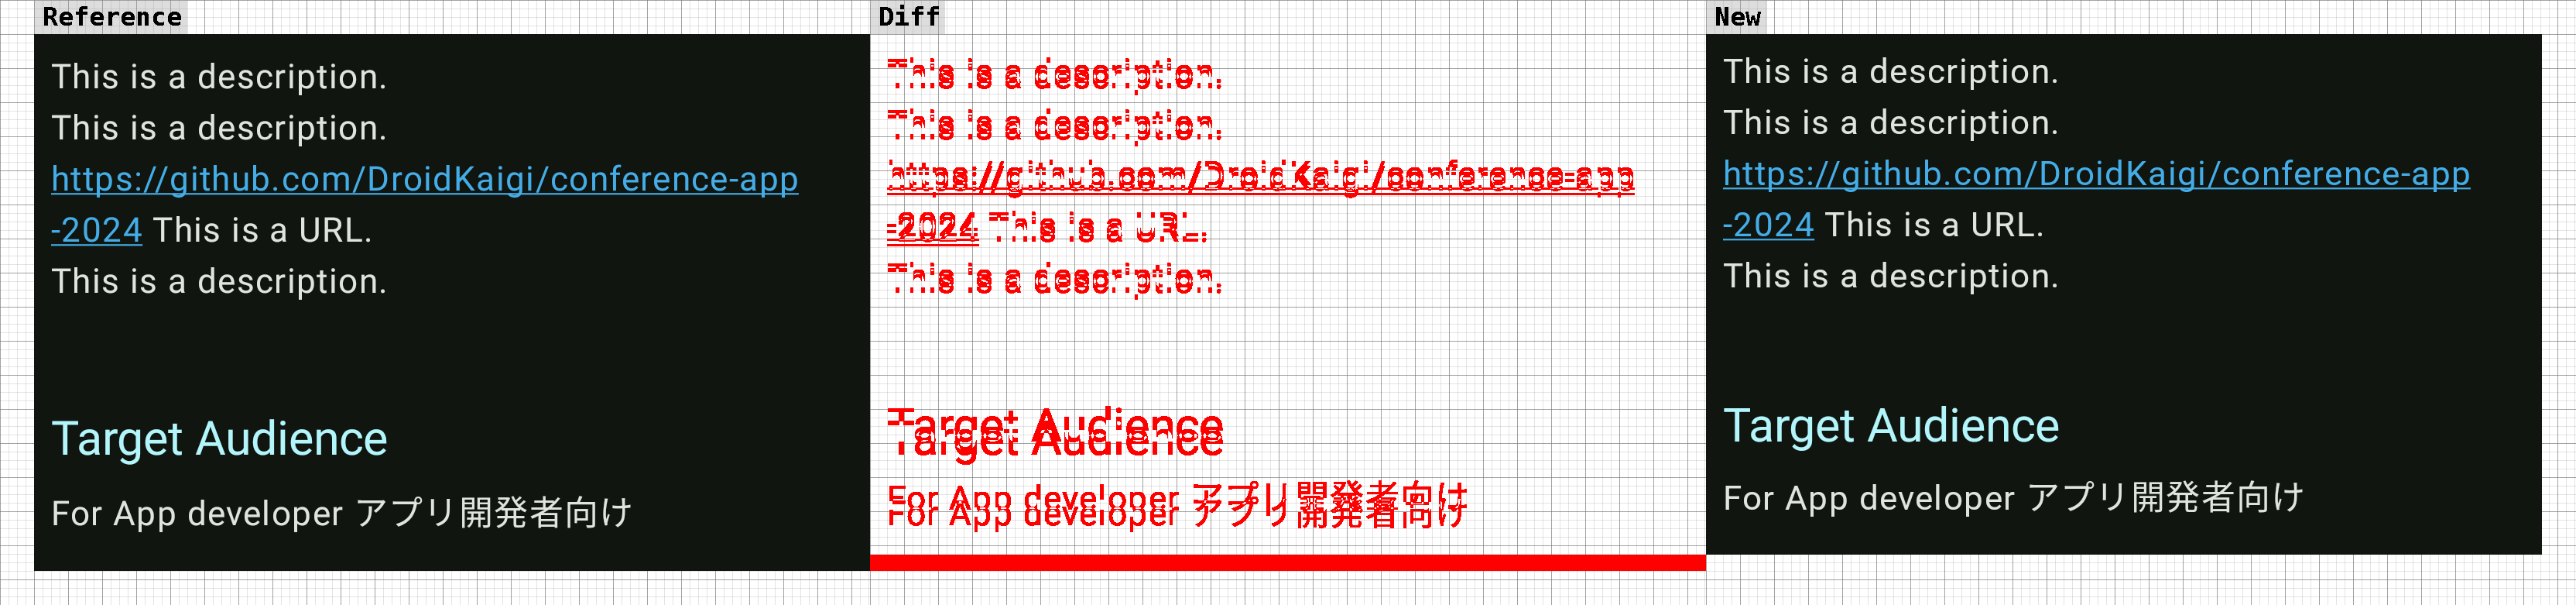 Reference
This is a description.
This is a description.
https://github.com/DroidKaigi/conference-app
-2024 This is a URL.
This is a description.
Target Audience
For App developer アプリ開発者向け
Diff
This is a description.
This is a description.
https://github.com/DroidKaigi/conference-app
-2024 This is a URL.
This is a description.
Target Audience
For App developer アプリ開発者向け
New
This is a description.
This is a description.
https://github.com/DroidKaigi/conference-app
-2024 This is a URL.
This is a description.
Target Audience
For App developer アプリ開発者向け